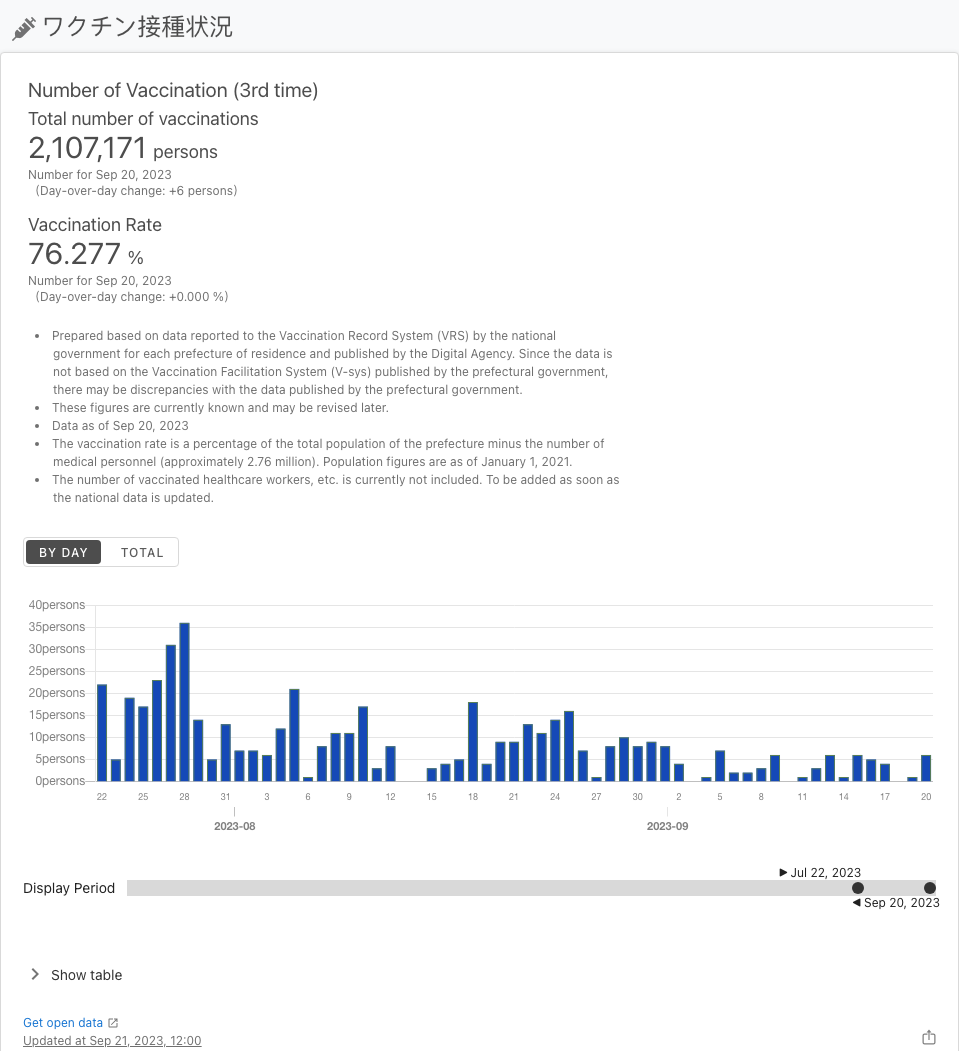 ワクチン接種状況
Number of Vaccination (3rd time)
Total number of vaccinations
2,107,171 persons
Number for Sep 20, 2023
(Day-over-day change: +6 persons)
Vaccination Rate
76.277 %
Number for Sep 20, 2023
(Day-over-day change: +0.000 %)
• Prepared based on data reported to the Vaccination Record System (VRS) by the national
government for each prefecture of residence and published by the Digital Agency. Since the data is
not based on the Vaccination Facilitation System (V-sys) published by the prefectural government,
there may be discrepancies with the data published by the prefectural government.
• These figures are currently known and may be revised later.
• Data as of Sep 20, 2023
• The vaccination rate is a percentage of the total population of the prefecture minus the number of
medical personnel (approximately 2.76 million). Population figures are as of January 1, 2021.
• The number of vaccinated healthcare workers, etc. is currently not included. To be added as soon as
the national data is updated.
BY DAY TOTAL
40persons
35persons
30persons
25persons
20persons
15persons
10persons
5persons
0persons
22 25 28 31 3 6 9 12 15 18 21 24 27 30 2 5 8 11 14 17 20
2023-08 2023-09
Jul 22, 2023
Display Period
Sep 20, 2023
Show table
Get open data
Updated at Sep 21, 2023, 12:00